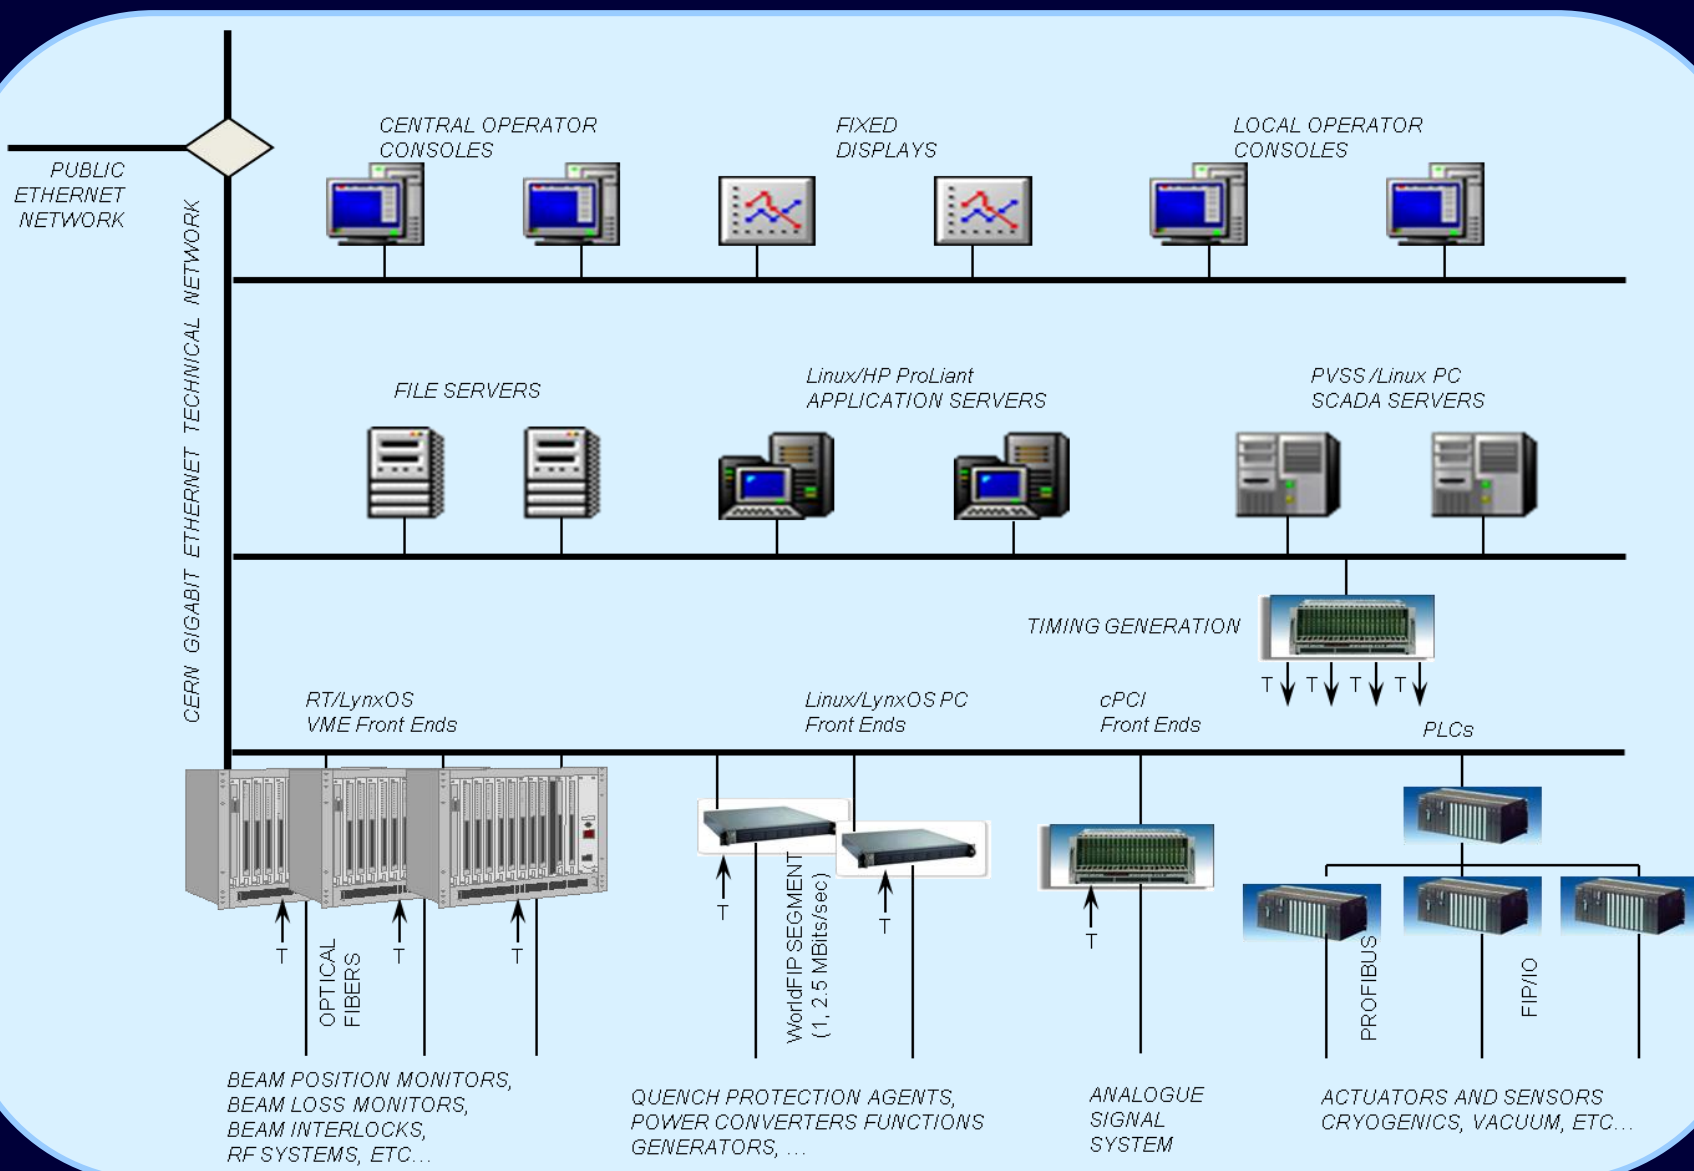 CENTRAL OPERATOR
CONSOLES
FIXED
DISPLAYS
LOCAL OPERATOR
CONSOLES
PUBLIC
ETHERNET
NETWORK
CERN GIGABIT ETHERNET TECHNICAL NETWORK
FILE SERVERS
Linux/HP ProLiant
APPLICATION SERVERS
PVSS /Linux PC
SCADA SERVERS
TIMING GENERATION
T T T T
RT/LynxOS
VME Front Ends
Linux/LynxOS PC
Front Ends
cPCI
Front Ends
PLCs
T
T
T
T
T
T
OPTICAL
FIBERS
WorldFIP SEGMENT
(1, 2.5 MBits/sec)
PROFIBUS
FIP/IO
BEAM POSITION MONITORS,
BEAM LOSS MONITORS,
BEAM INTERLOCKS,
RF SYSTEMS, ETC...
QUENCH PROTECTION AGENTS,
POWER CONVERTERS FUNCTIONS
GENERATORS, ...
ANALOGUE
SIGNAL
SYSTEM
ACTUATORS AND SENSORS
CRYOGENICS, VACUUM, ETC...